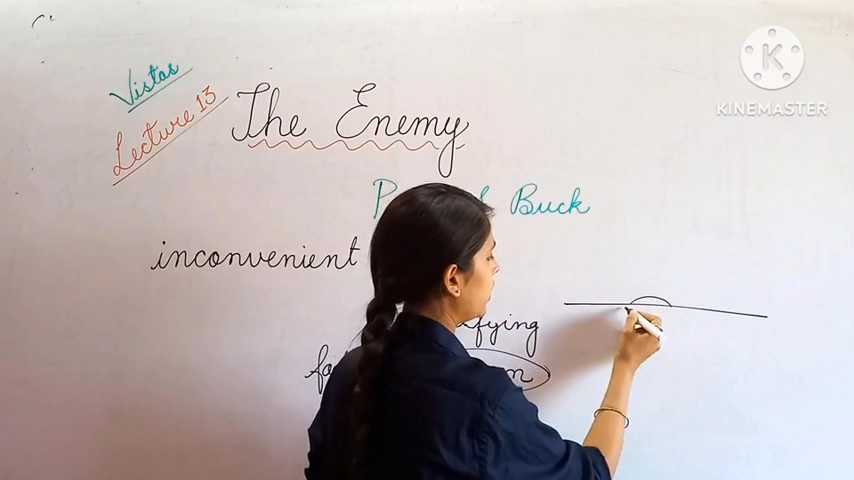 Vistas
Lecture 13
The Enemy
Buck
inconvenient
KINEMASTER